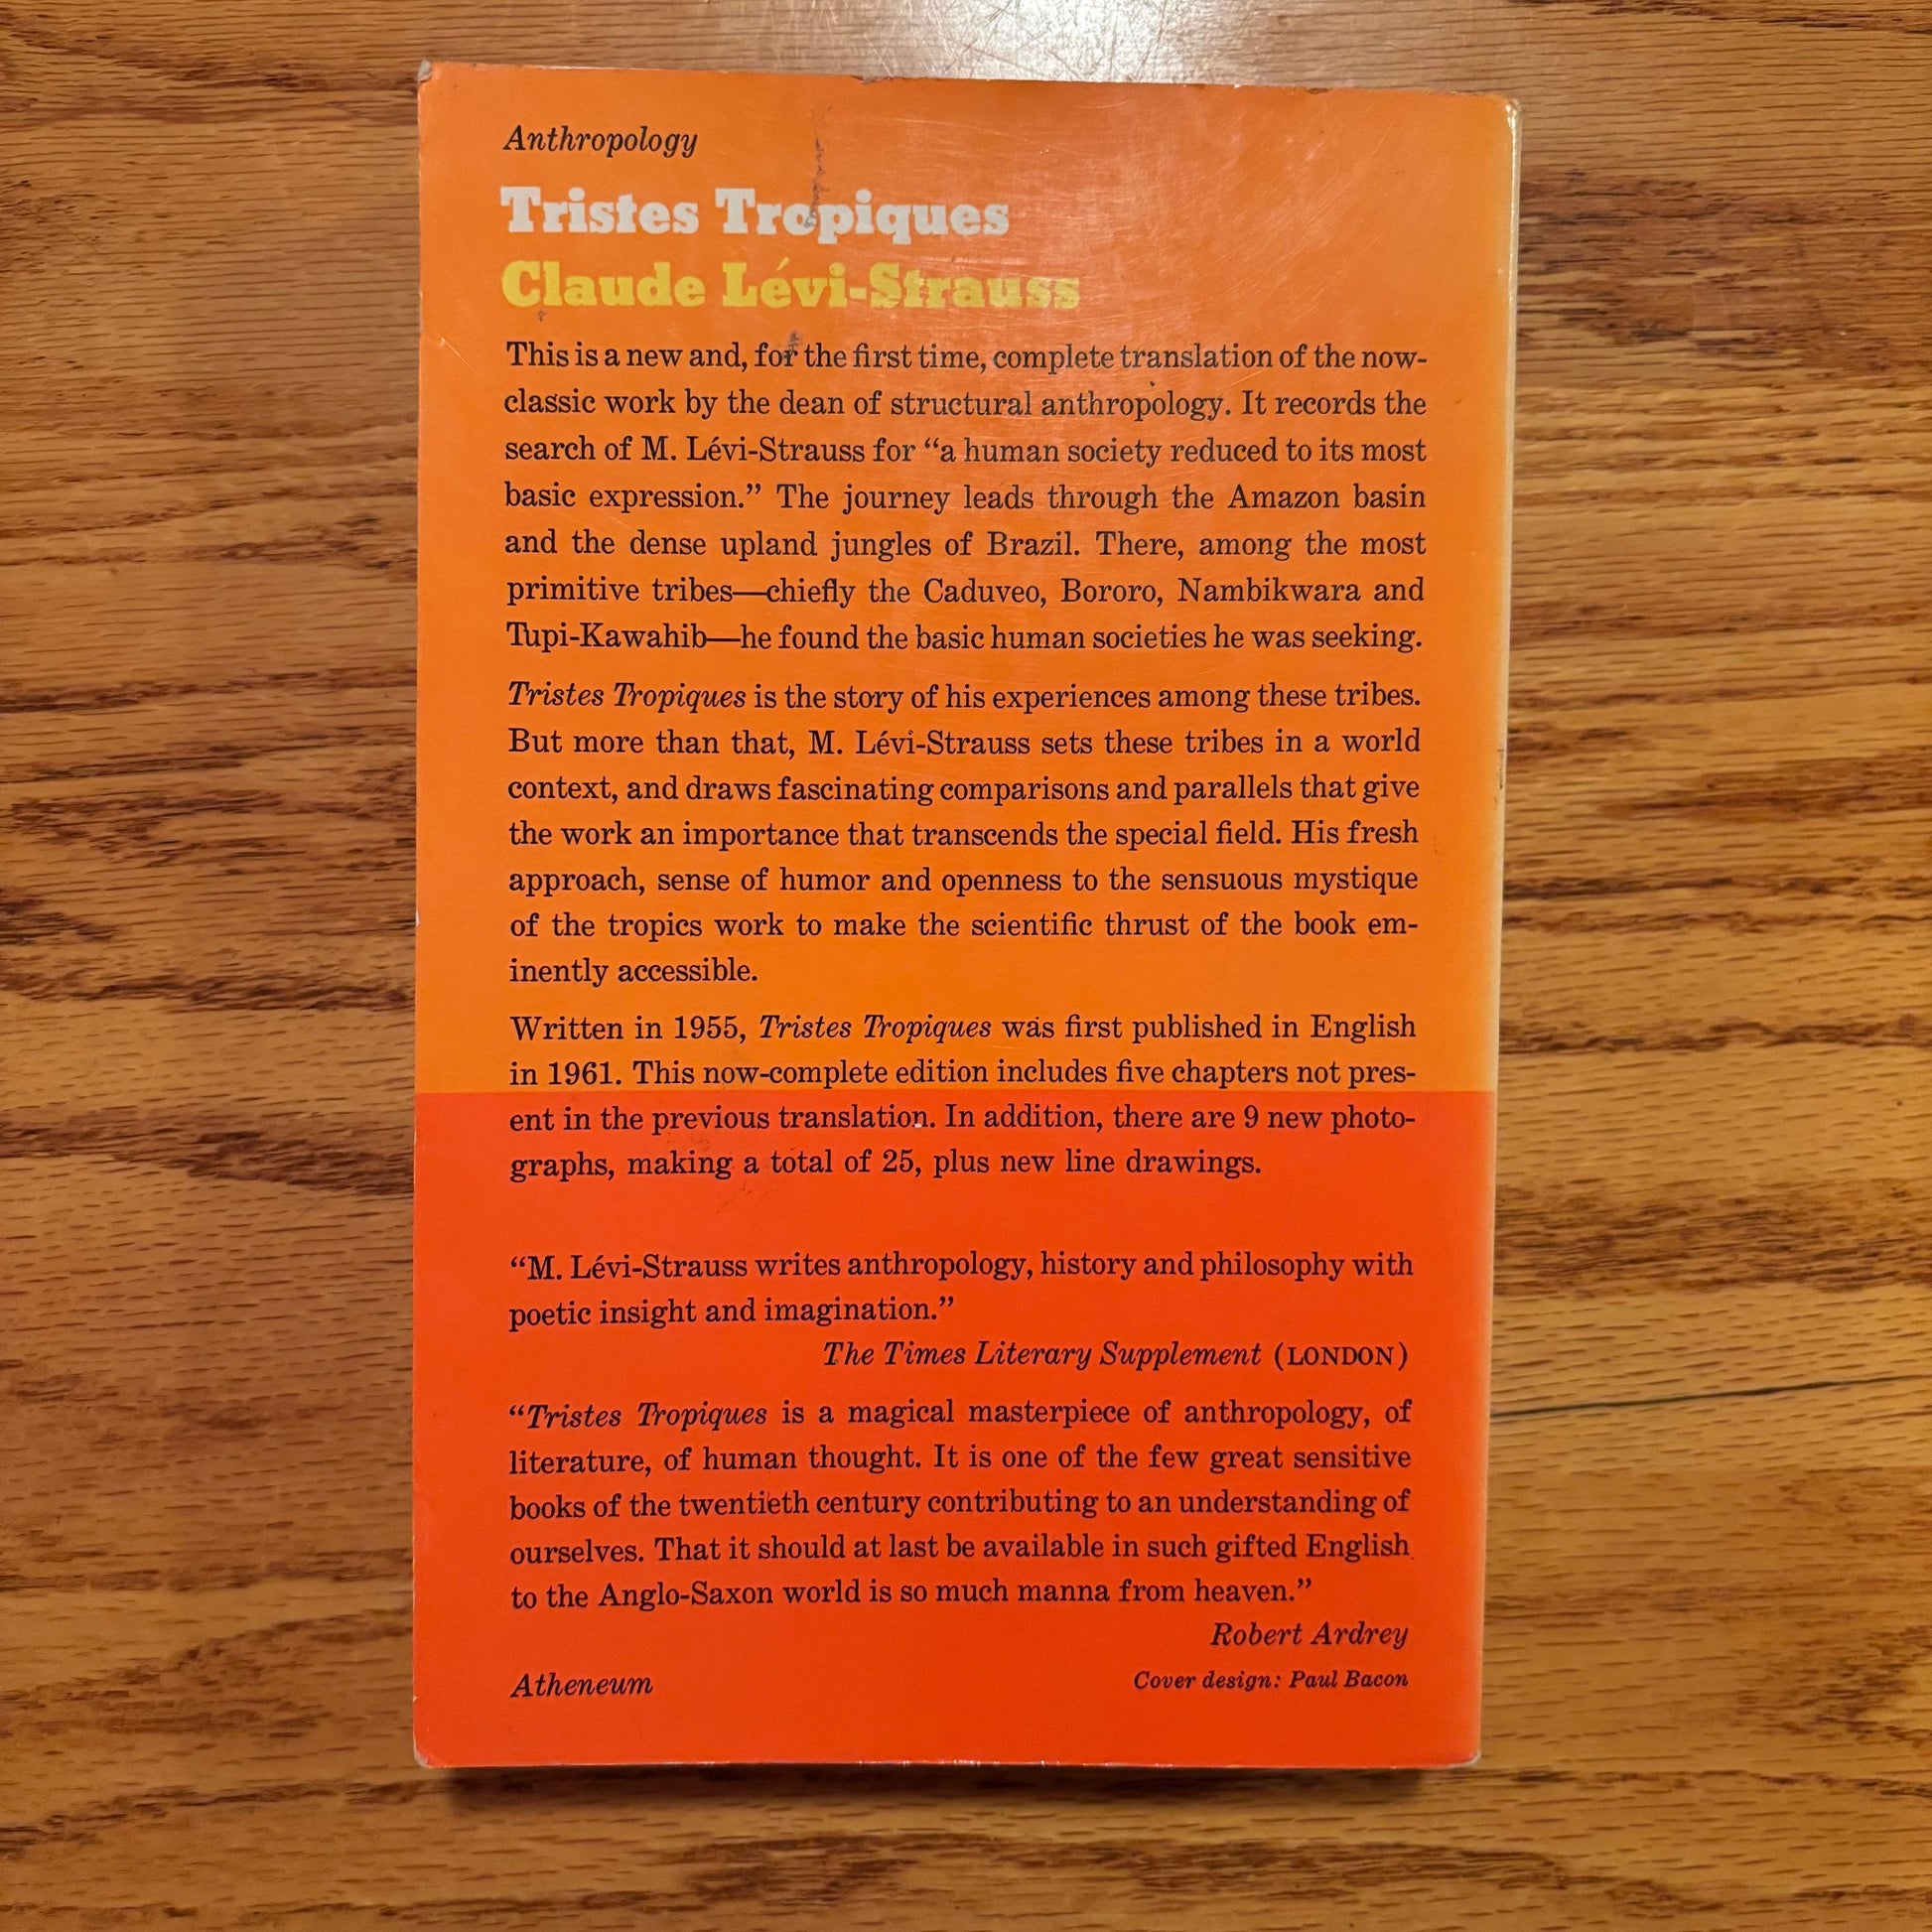 Anthropology
Tristes Tropiques
Claude Lévi-Strauss
This is a new and, for the first time, complete translation of the now-
classic work by the dean of structural anthropology. It records the
search of M. Lévi-Strauss for “a human society reduced to its most
basic expression.” The journey leads through the Amazon basin
and the dense upland jungles of Brazil. There, among the most
primitive tribes—chiefly the Caduveo, Bororo, Nambikwara and
Tupi-Kawahib—he found the basic human societies he was seeking.
Tristes Tropiques is the story of his experiences among these tribes.
But more than that, M. Lévi-Strauss sets these tribes in a world
context, and draws fascinating comparisons and parallels that give
the work an importance that transcends the special field. His fresh
approach, sense of humor and openness to the sensuous mystique
of the tropics work to make the scientific thrust of the book em-
inently accessible.
Written in 1955, Tristes Tropiques was first published in English
in 1961. This now-complete edition includes five chapters not pres-
ent in the previous translation. In addition, there are 9 new photo-
graphs, making a total of 25, plus new line drawings.
“M. Lévi-Strauss writes anthropology, history and philosophy with
poetic insight and imagination.”
The Times Literary Supplement (LONDON)
“Tristes Tropiques is a magical masterpiece of anthropology, of
literature, of human thought. It is one of the few great sensitive
books of the twentieth century contributing to an understanding of
ourselves. That it should at last be available in such gifted English
to the Anglo-Saxon world is so much manna from heaven.”
Robert Ardrey
Atheneum
Cover design: Paul Bacon